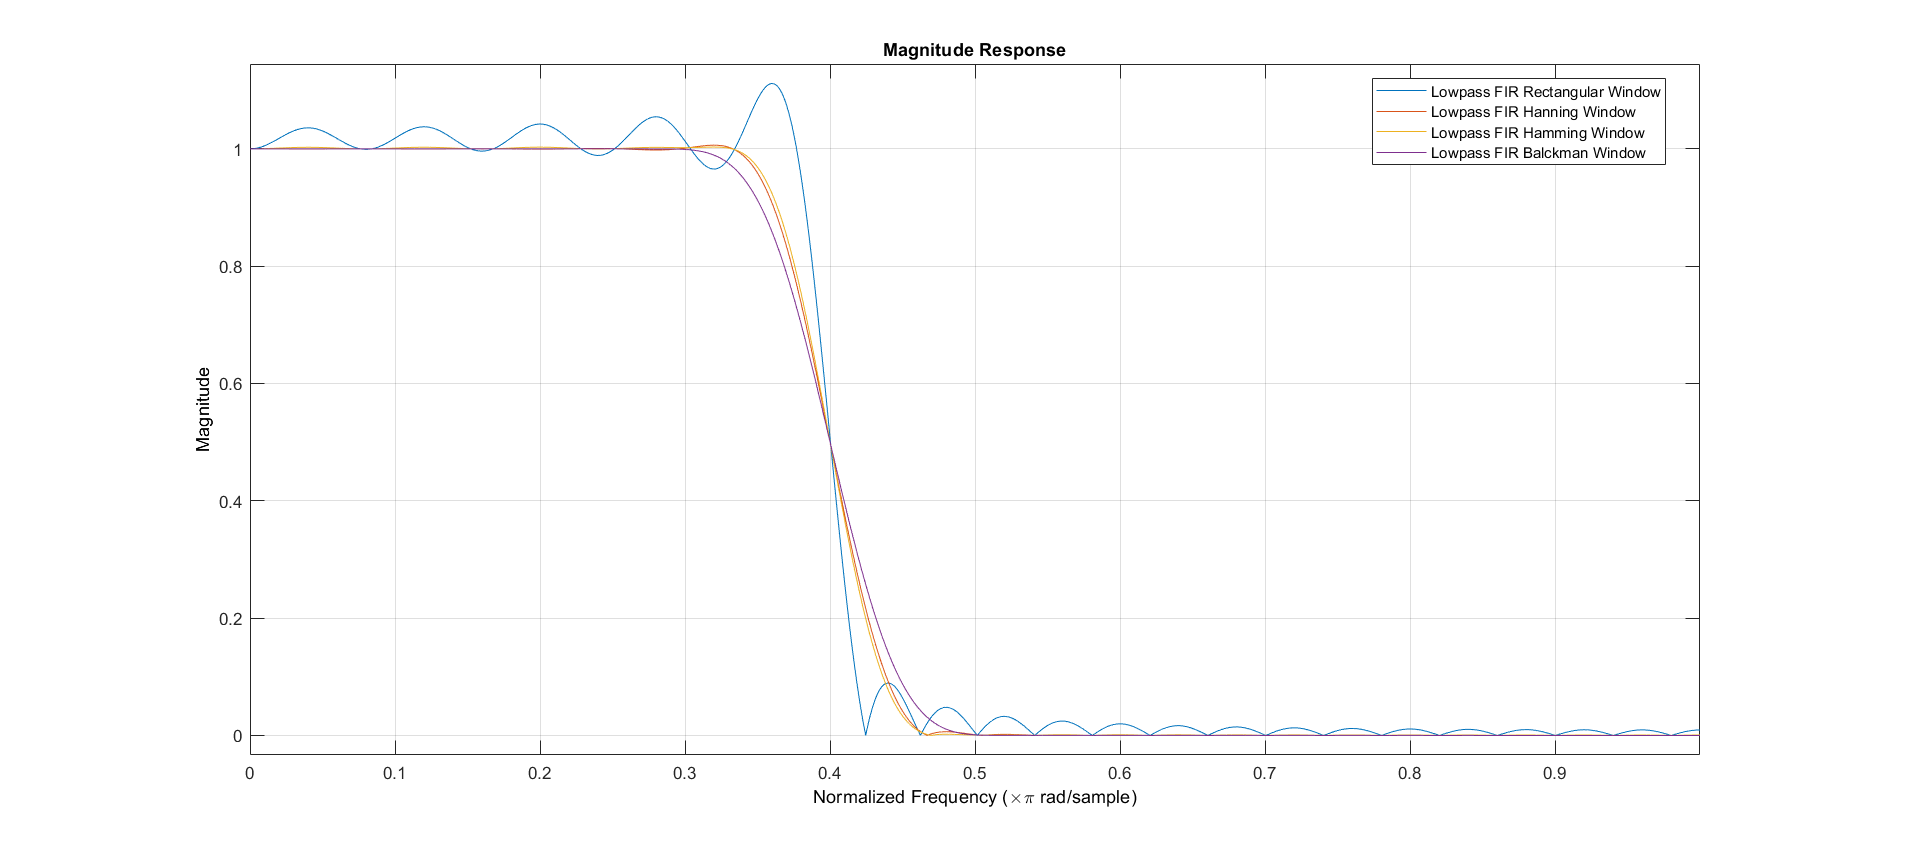 Magnitude Response
Lowpass FIR Rectangular Window
Lowpass FIR Hanning Window
Lowpass FIR Hamming Window
Lowpass FIR Balckman Window
Magnitude
1
0.8
0.6
0.4
0.2
0
0 0.1 0.2 0.3 0.4 0.5 0.6 0.7 0.8 0.9
Normalized Frequency (×π rad/sample)